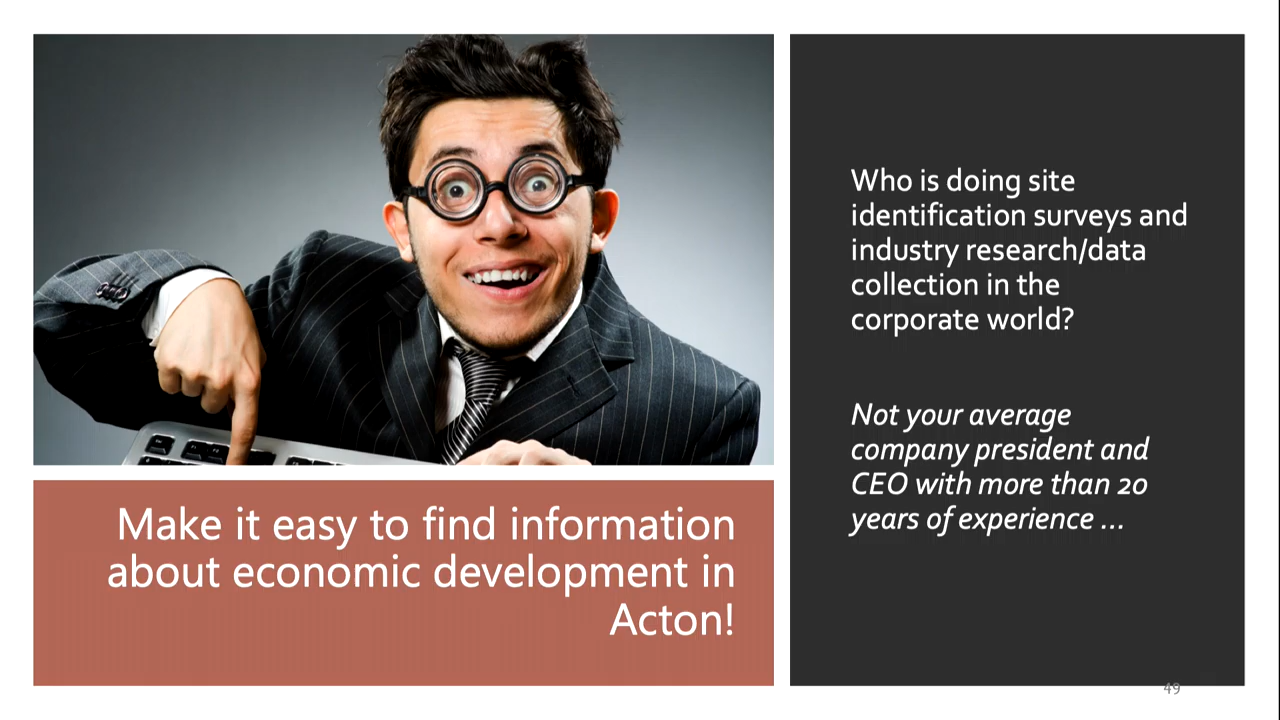 Make it easy to find information
about economic development in
Acton!
Who is doing site
identification surveys and
industry research/data
collection in the
corporate world?
Not your average
company president and
CEO with more than 20
years of experience ...
49